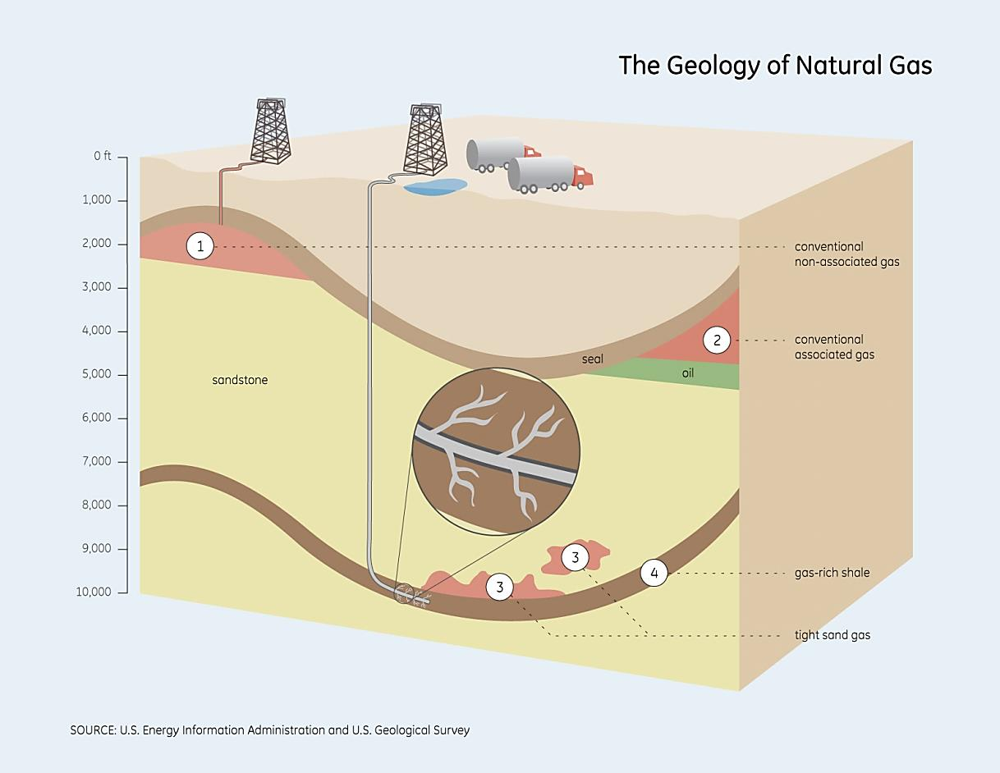 The Geology of Natural Gas
0 ft
1,000
2,000
3,000
4,000
5,000
6,000
7,000
8,000
9,000
10,000
1
conventional
non-associated gas
2
conventional
associated gas
seal
oil
sandstone
3
3
4
gas-rich shale
tight sand gas
SOURCE: U.S. Energy Information Administration and U.S. Geological Survey